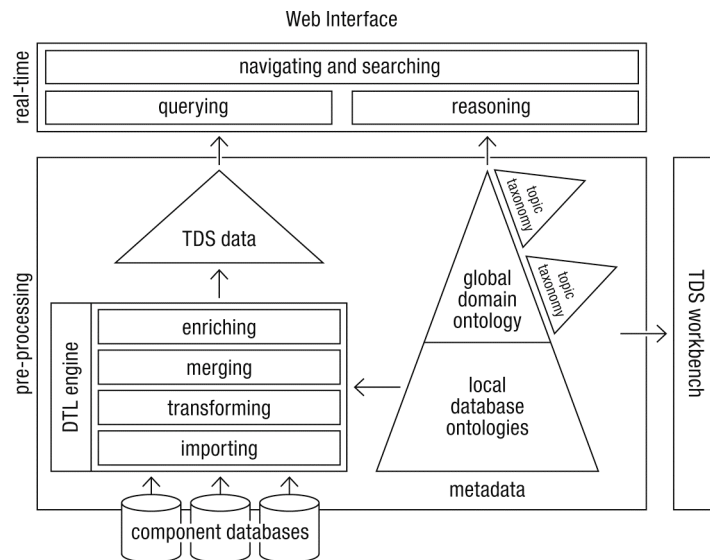 Web Interface
real-time
navigating and searching
querying
reasoning
pre-processing
TDS data
topic
taxonomy
topic
taxonomy
global
domain
ontology
DTL engine
enriching
merging
transforming
importing
local
database
ontologies
metadata
component databases
TDS workbench